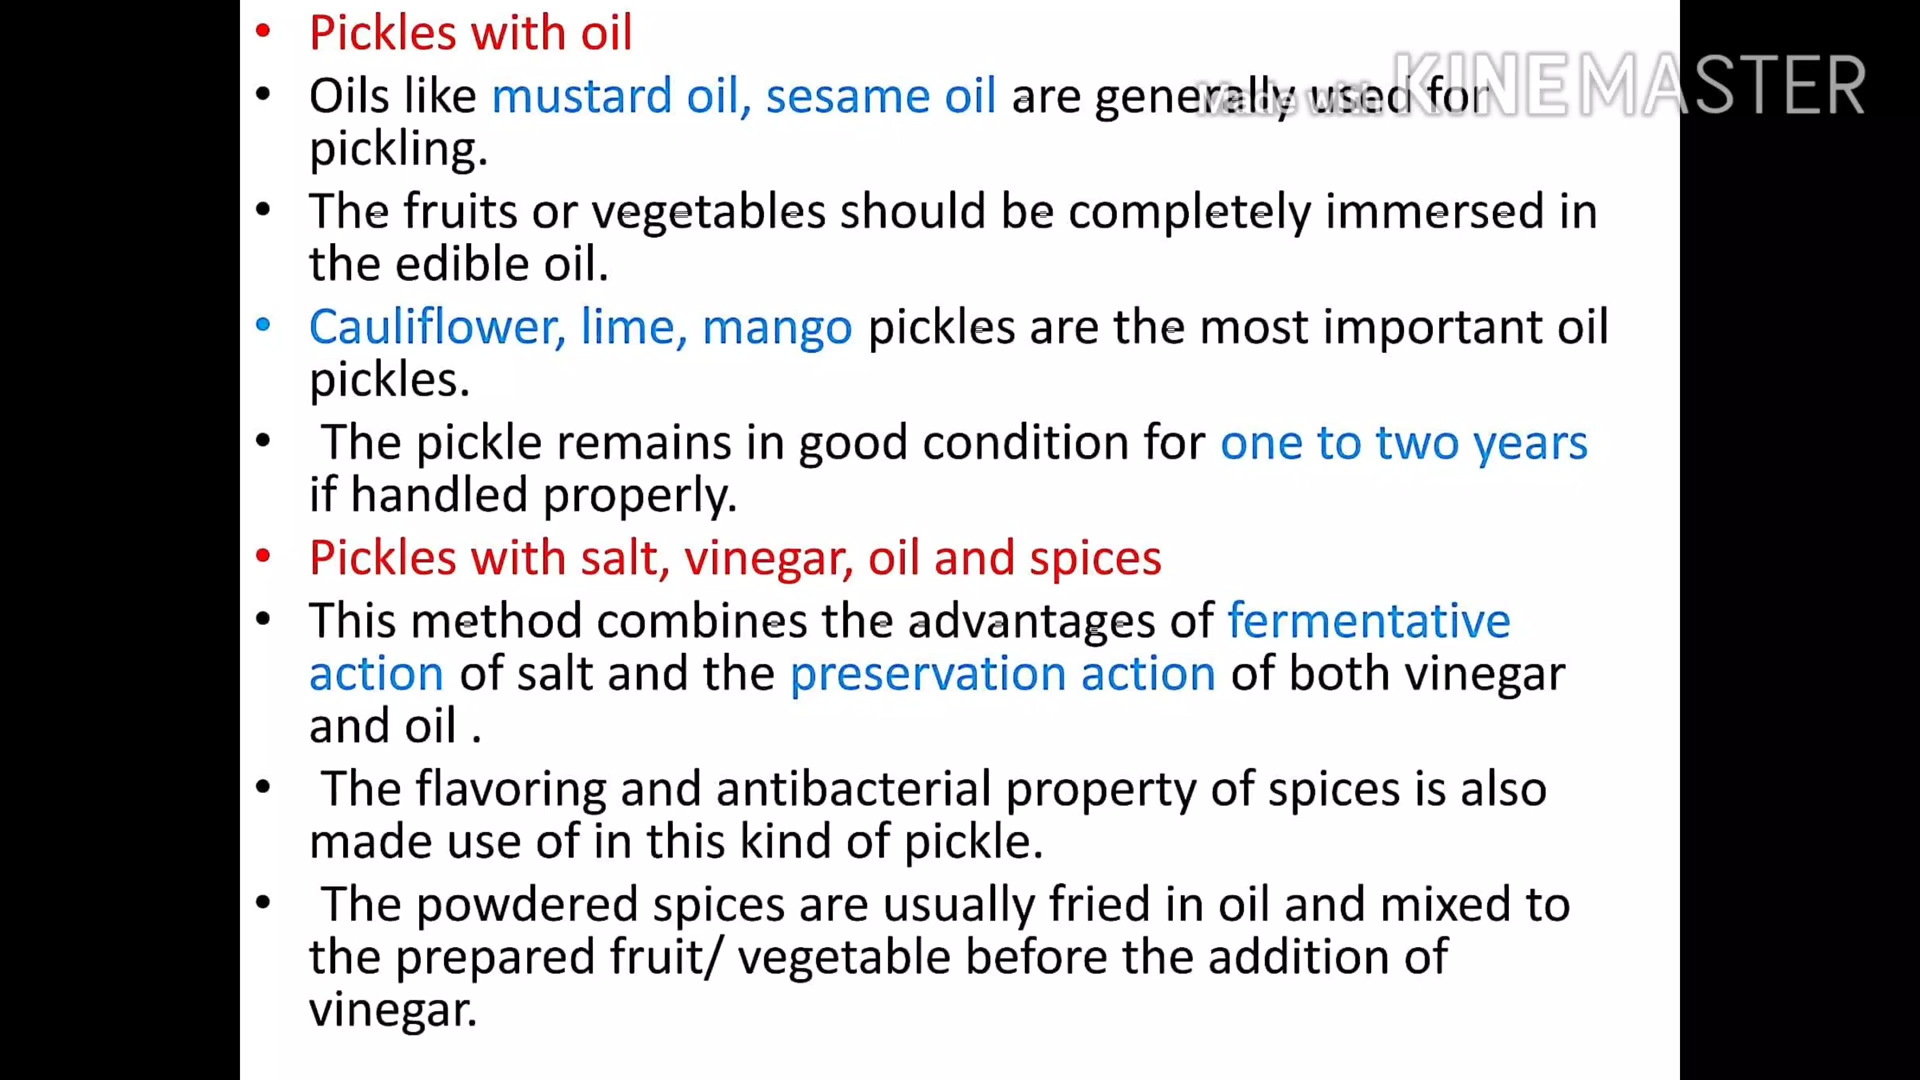 • Pickles with oil
• Oils like mustard oil, sesame oil are generally used for
pickling.
Made with KINEMASTER
• The fruits or vegetables should be completely immersed in
the edible oil.
• Cauliflower, lime, mango pickles are the most important oil
pickles.
• The pickle remains in good condition for one to two years
if handled properly.
• Pickles with salt, vinegar, oil and spices
• This method combines the advantages of fermentative
action of salt and the preservation action of both vinegar
and oil .
• The flavoring and antibacterial property of spices is also
made use of in this kind of pickle.
• The powdered spices are usually fried in oil and mixed to
the prepared fruit/ vegetable before the addition of
vinegar.